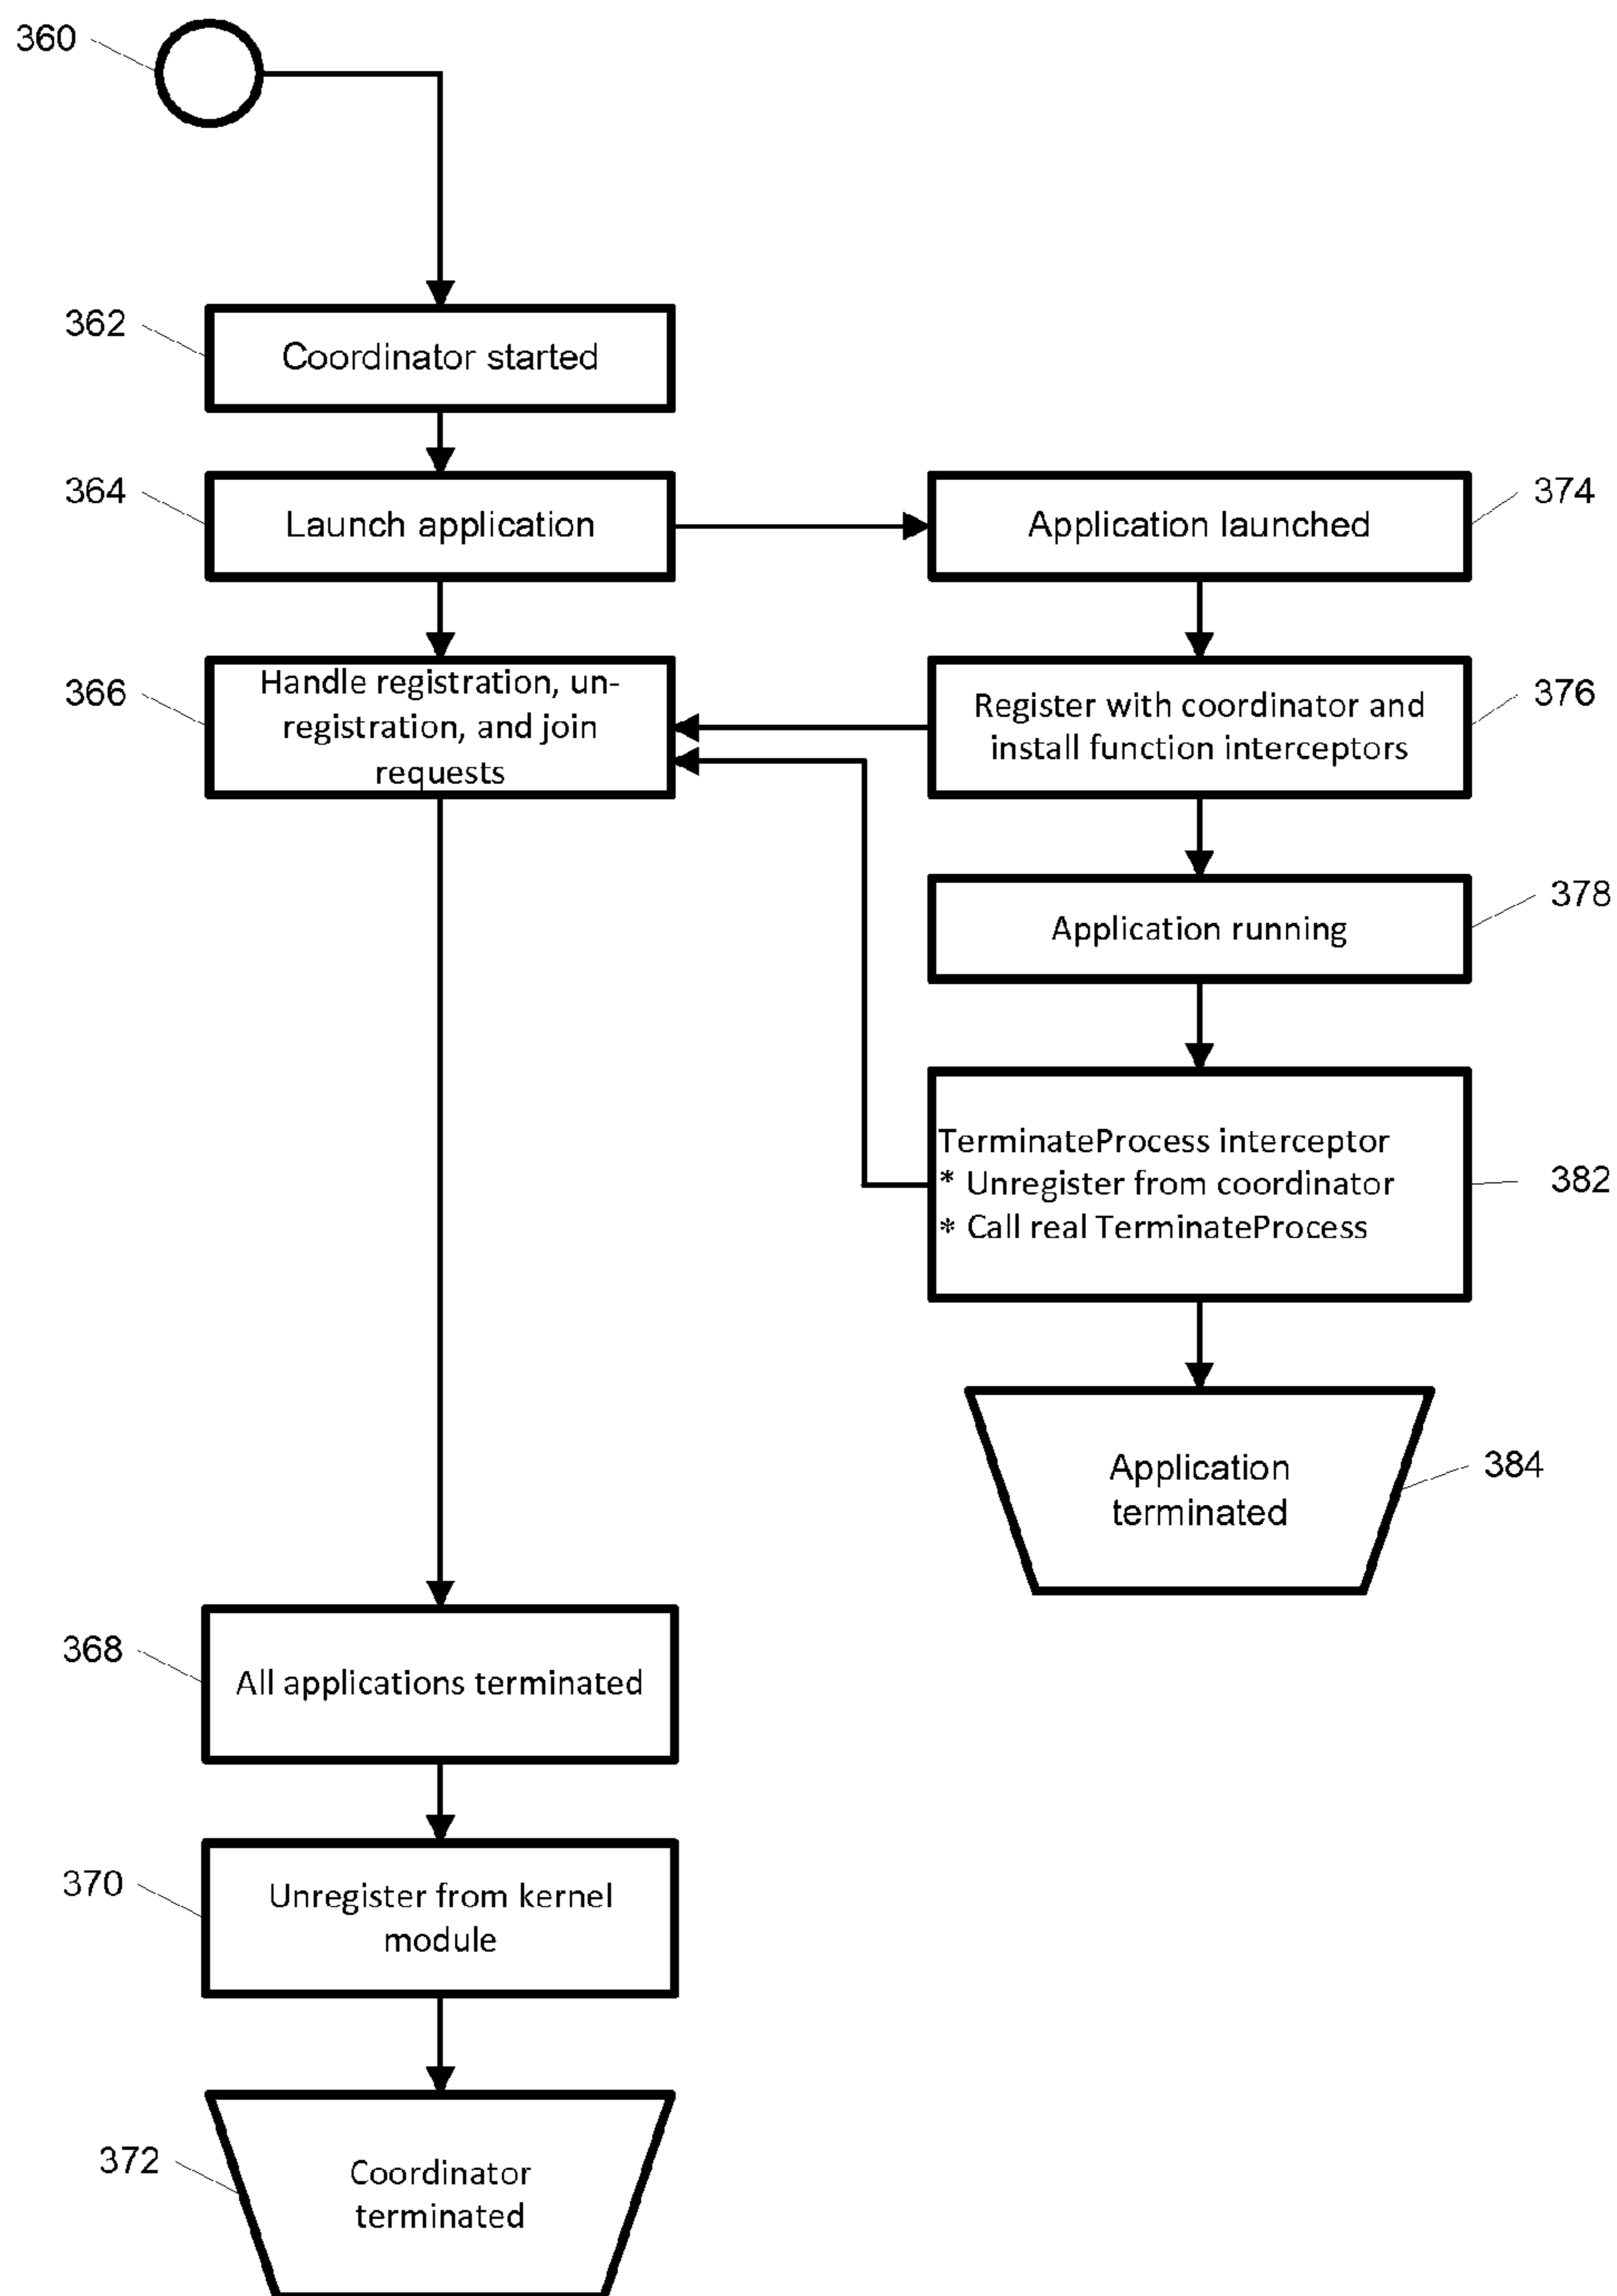 360
362
Coordinator started
364
Launch application
Application launched
374
366
Handle registration, un-
registration, and join
requests
Register with coordinator and
install function interceptors
376
Application running
378
TerminateProcess interceptor
* Unregister from coordinator
* Call real TerminateProcess
382
Application
terminated
384
368
All applications terminated
370
Unregister from kernel
module
372
Coordinator
terminated